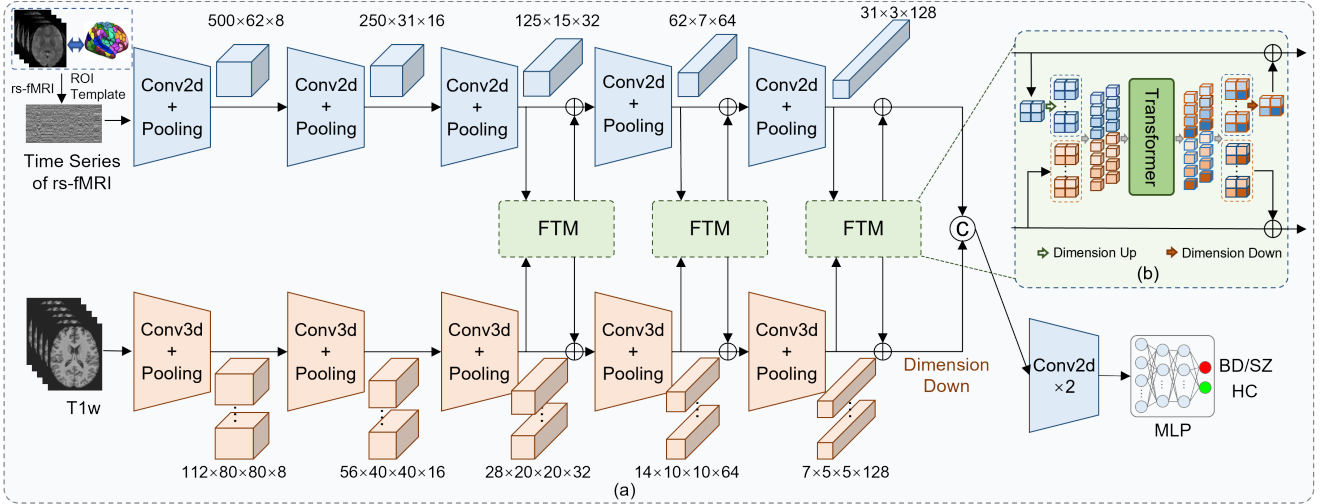 500×62×8
250×31×16
125×15×32
62×7×64
31×3×128
rs-fMRI
ROI
Template
Time Series
of rs-fMRI
Conv2d
+
Pooling
Conv2d
+
Pooling
Conv2d
+
Pooling
Conv2d
+
Pooling
Conv2d
+
Pooling
FTM
FTM
FTM
C
Transformer
Dimension Up
Dimension Down
(b)
T1w
Conv3d
+
Pooling
Conv3d
+
Pooling
Conv3d
+
Pooling
Conv3d
+
Pooling
Conv3d
+
Pooling
Dimension
Down
112×80×80×8
56×40×40×16
28×20×20×32
14×10×10×64
7×5×5×128
Conv2d
×2
MLP
BD/SZ
HC
(a)